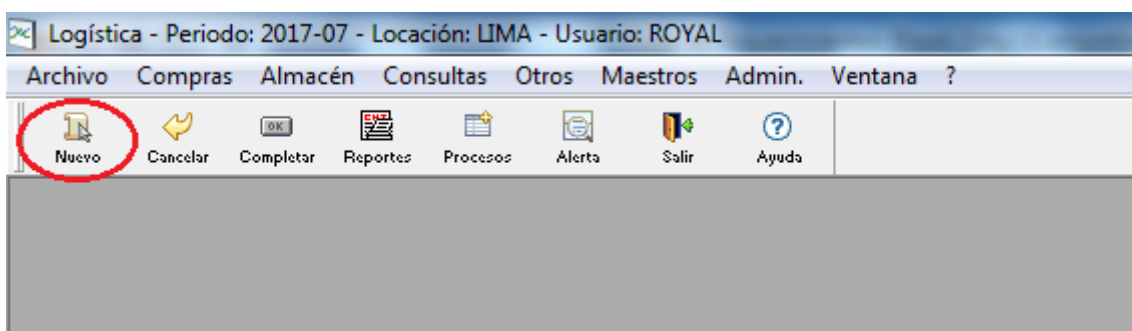 Logística - Periodo: 2017-07 - Locación: LIMA - Usuario: ROYAL
Archivo Compras Almacén Consultas Otros Maestros Admin. Ventana ?
OK
Nuevo Cancelar Completar Reportes Procesos Alerta Salir Ayuda